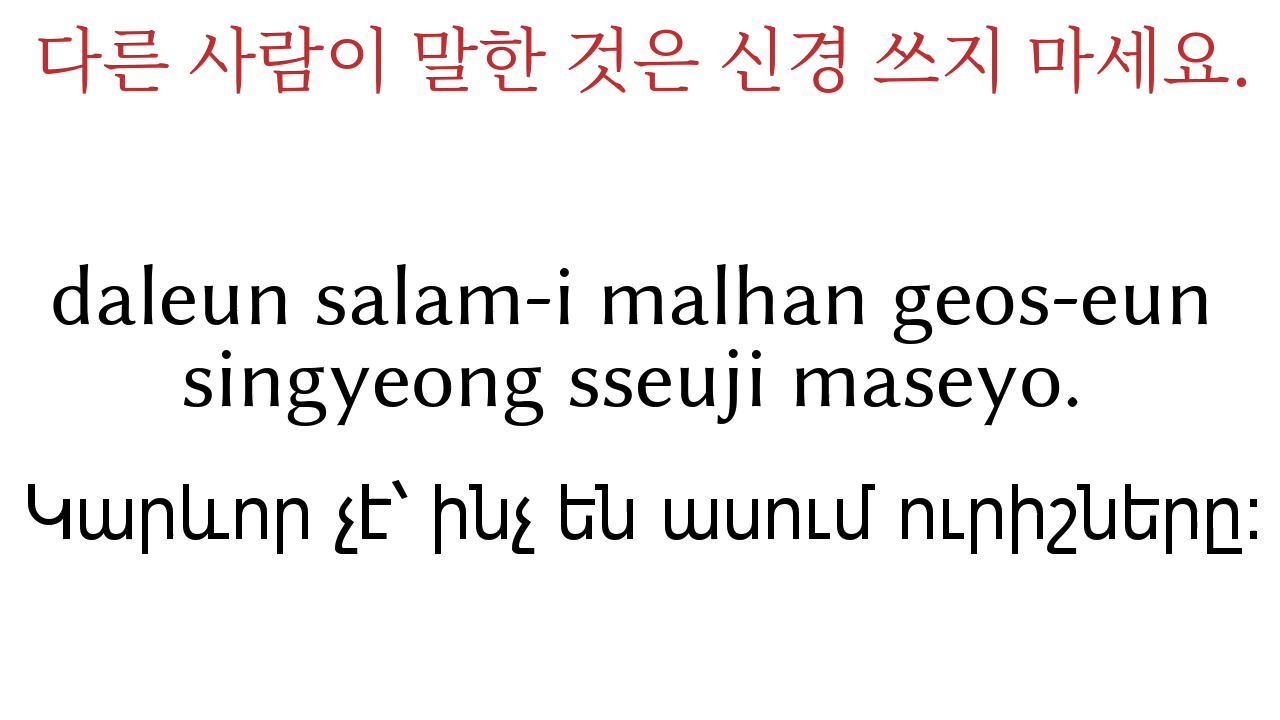 다른 사람이 말한 것은 신경 쓰지 마세요.
daleun salam-i malhan geos-eun
singyeong sseuji maseyo.
Կարևոր չէ՝ ինչ են ասում ուրիշները: